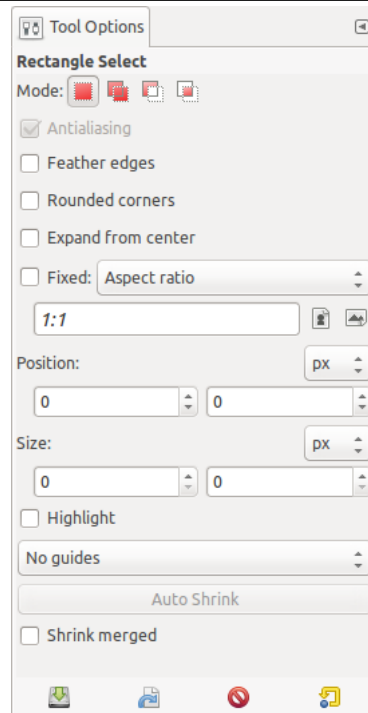 Tool Options
Rectangle Select
Mode:
Antialiasing
Feather edges
Rounded corners
Expand from center
Fixed: Aspect ratio
1:1
Position: px
0 0
Size: px
0 0
Highlight
No guides
Auto Shrink
Shrink merged